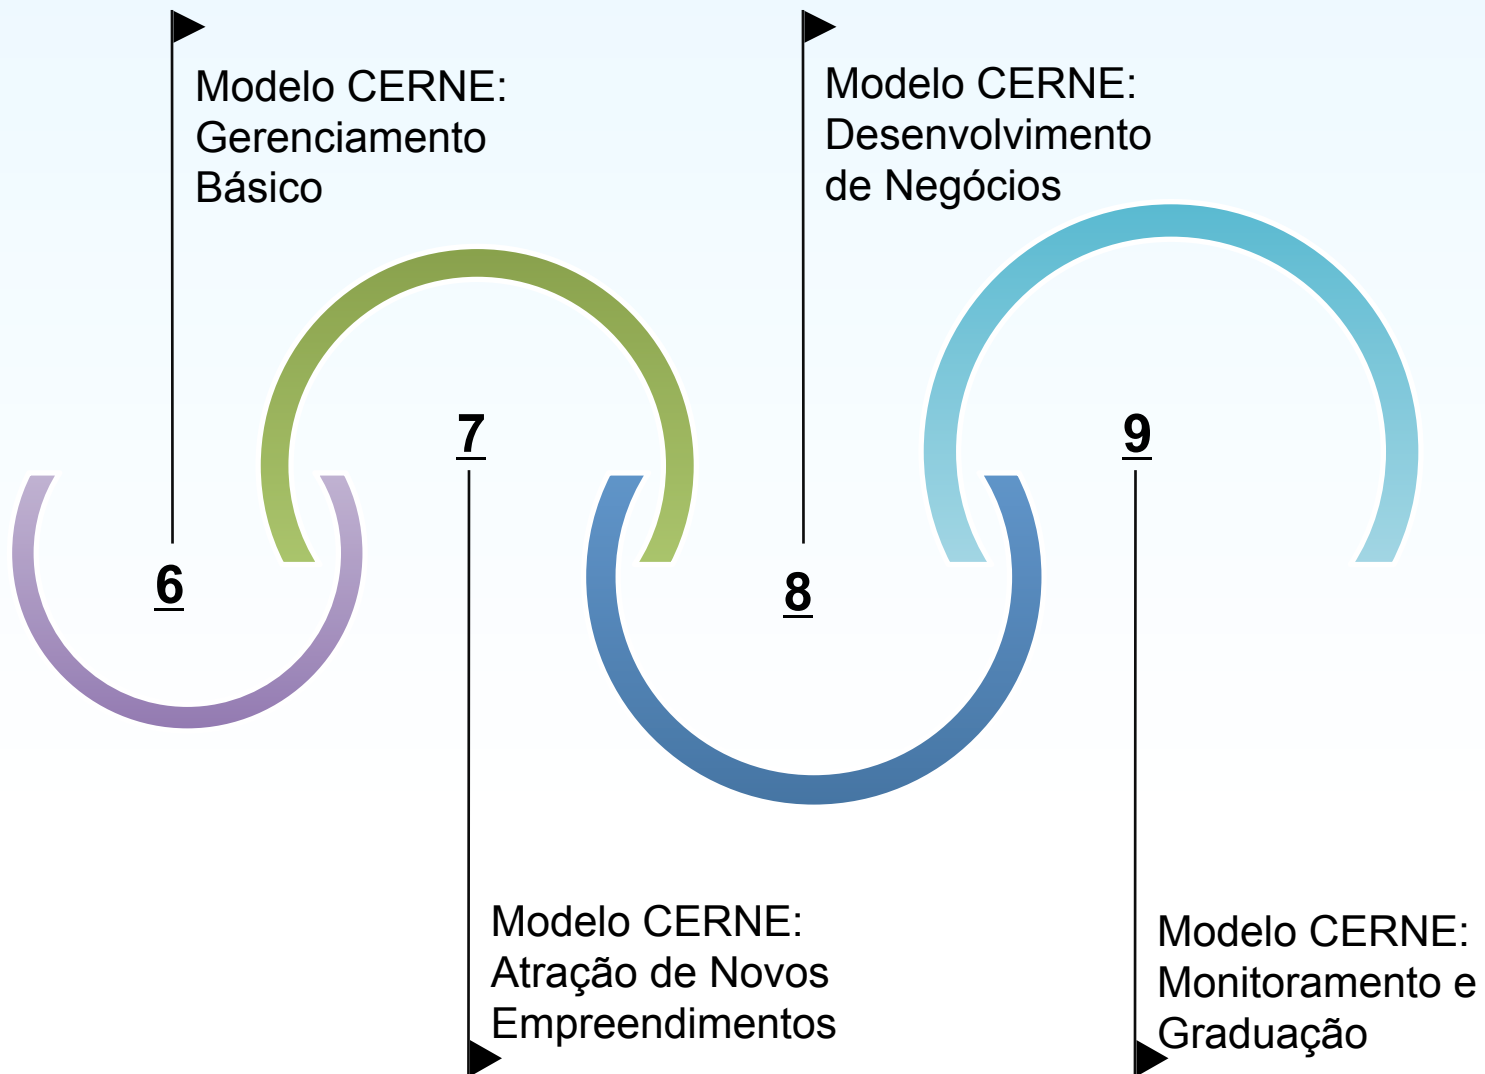 Modelo CERNE:
Gerenciamento
Básico
6
Modelo CERNE:
Atração de Novos
Empreendimentos
7
Modelo CERNE:
Desenvolvimento
de Negócios
8
Modelo CERNE:
Monitoramento e
Graduação
9